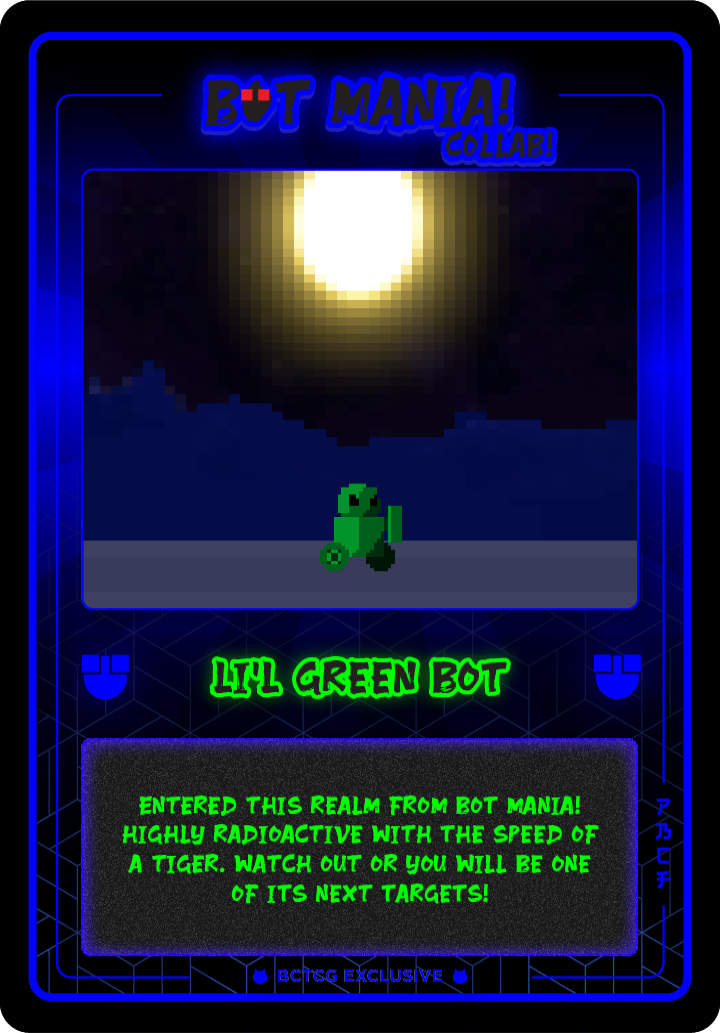 BOT MANIA!
COLLAB!
LI'L GREEN BOT
ENTERED THIS REALM FROM BOT MANIA!
HIGHLY RADIOACTIVE WITH THE SPEED OF
A TIGER. WATCH OUT OR YOU WILL BE ONE
OF ITS NEXT TARGETS!
BCTCG EXCLUSIVE